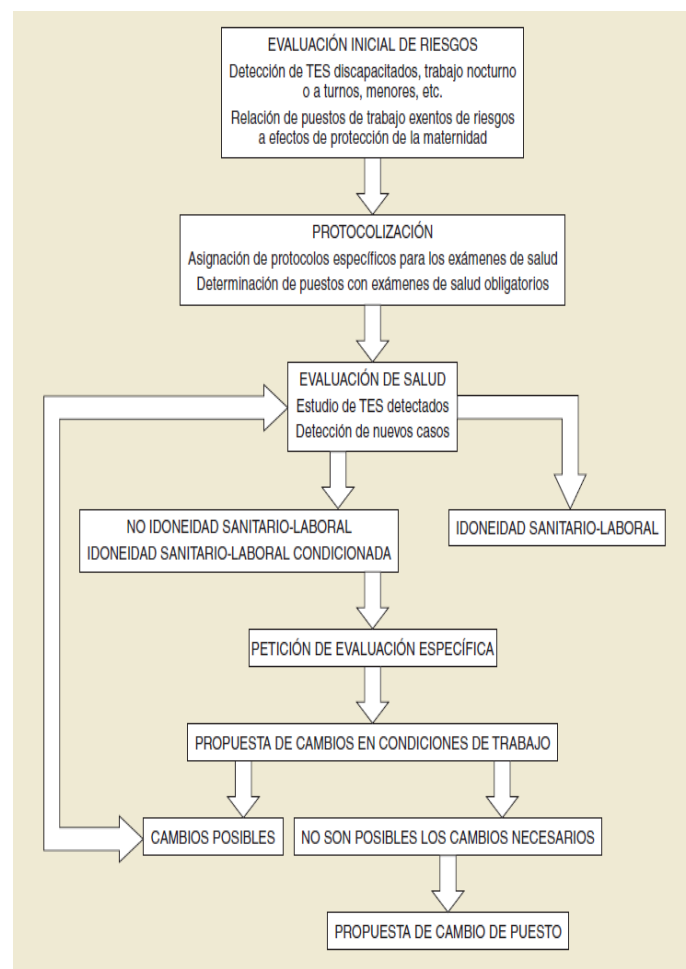 EVALUACIÓN INICIAL DE RIESGOS
Detección de TES discapacitados, trabajo nocturno
o a turnos, menores, etc.
Relación de puestos de trabajo exentos de riesgos
a efectos de protección de la maternidad
PROTOCOLIZACIÓN
Asignación de protocolos específicos para los exámenes de salud
Determinación de puestos con exámenes de salud obligatorios
EVALUACIÓN DE SALUD
Estudio de TES detectados
Detección de nuevos casos
NO IDONEIDAD SANITARIO-LABORAL
IDONEIDAD SANITARIO-LABORAL CONDICIONADA
IDONEIDAD SANITARIO-LABORAL
PETICIÓN DE EVALUACIÓN ESPECÍFICA
PROPUESTA DE CAMBIOS EN CONDICIONES DE TRABAJO
CAMBIOS POSIBLES
NO SON POSIBLES LOS CAMBIOS NECESARIOS
PROPUESTA DE CAMBIO DE PUESTO